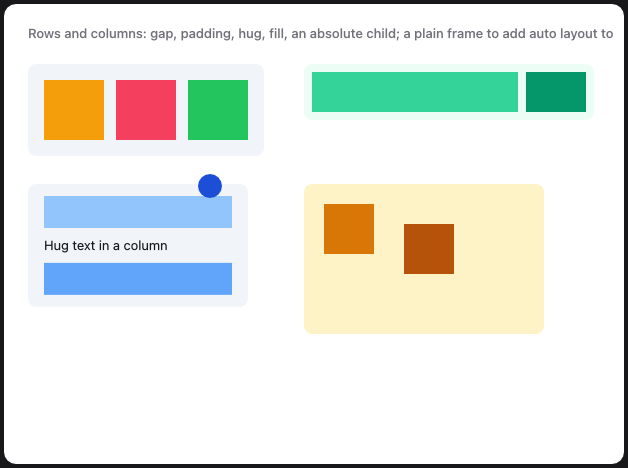 Rows and columns: gap, padding, hug, fill, an absolute child; a plain frame to add auto layout to
Hug text in a column